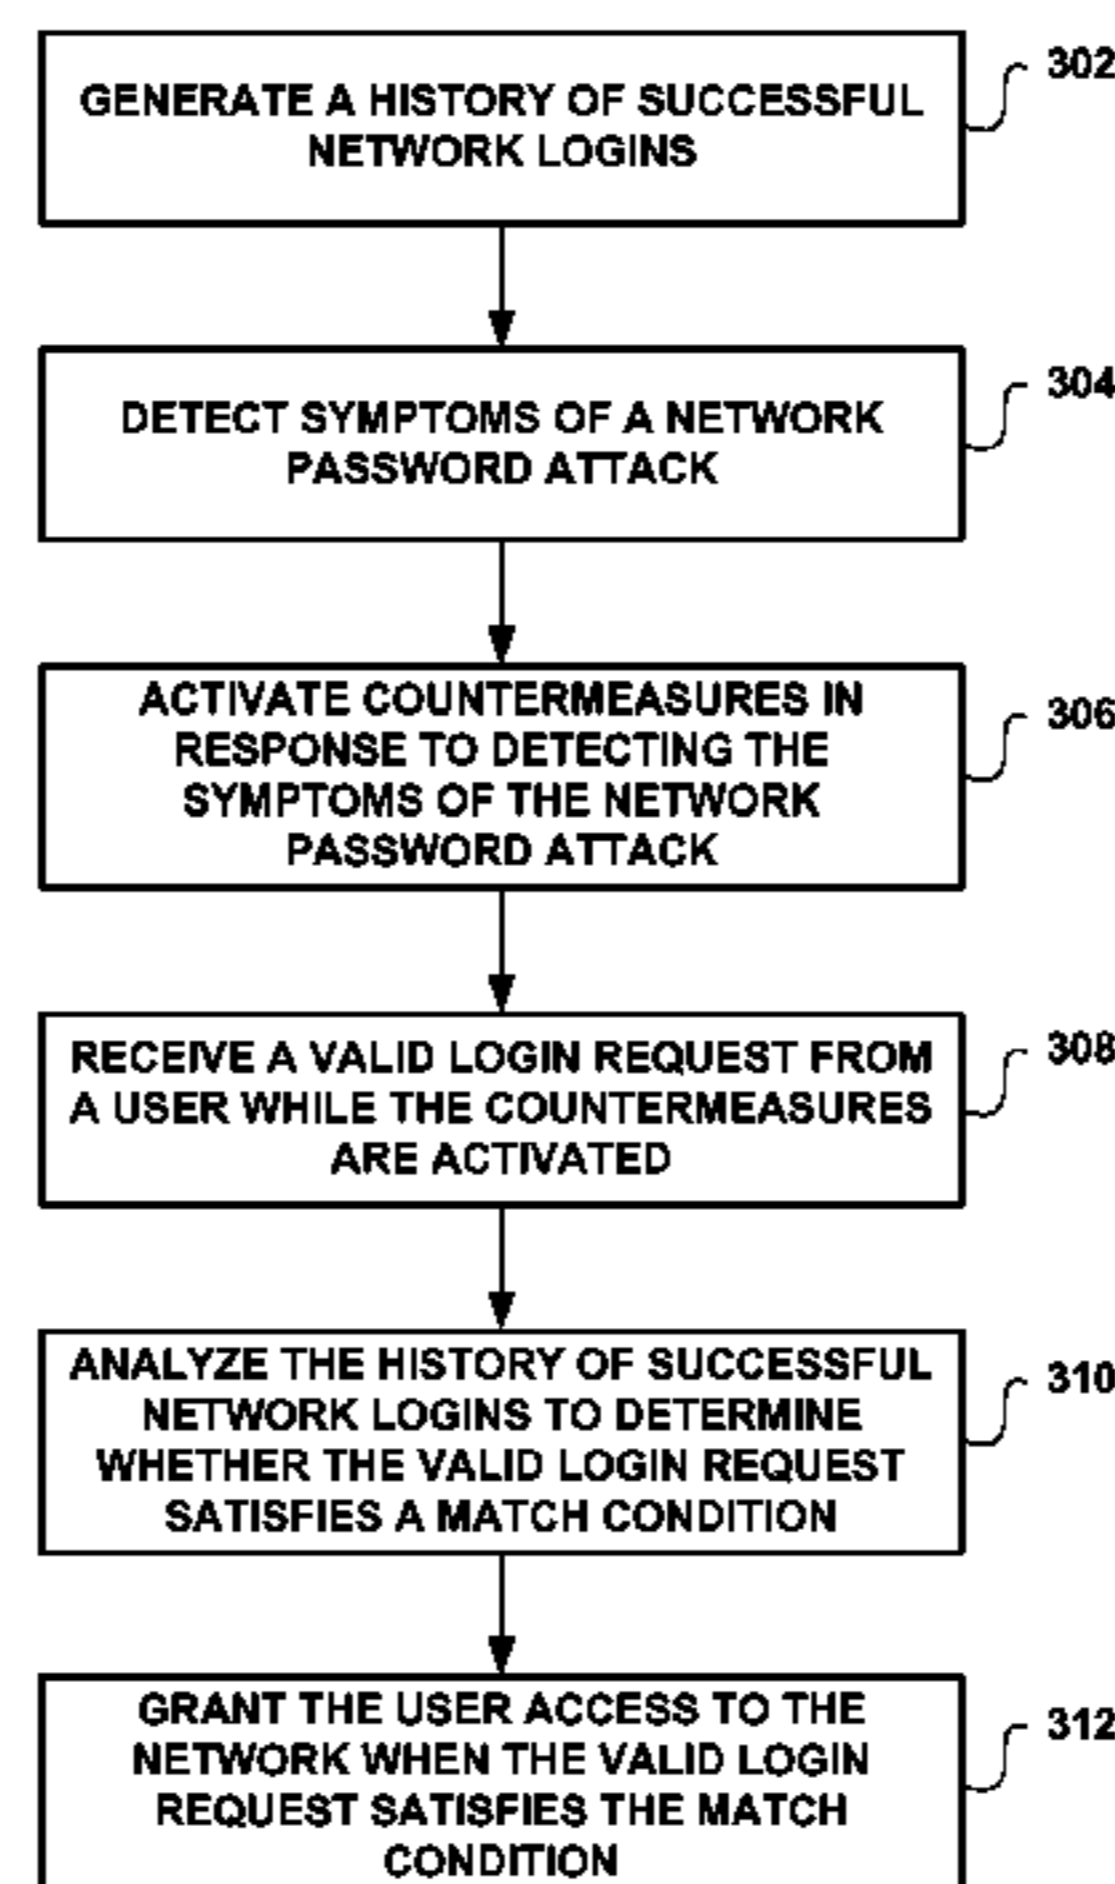 GENERATE A HISTORY OF SUCCESSFUL
NETWORK LOGINS
302
DETECT SYMPTOMS OF A NETWORK
PASSWORD ATTACK
304
ACTIVATE COUNTERMEASURES IN
RESPONSE TO DETECTING THE
SYMPTOMS OF THE NETWORK
PASSWORD ATTACK
306
RECEIVE A VALID LOGIN REQUEST FROM
A USER WHILE THE COUNTERMEASURES
ARE ACTIVATED
308
ANALYZE THE HISTORY OF SUCCESSFUL
NETWORK LOGINS TO DETERMINE
WHETHER THE VALID LOGIN REQUEST
SATISFIES A MATCH CONDITION
310
GRANT THE USER ACCESS TO THE
NETWORK WHEN THE VALID LOGIN
REQUEST SATISFIES THE MATCH
CONDITION
312